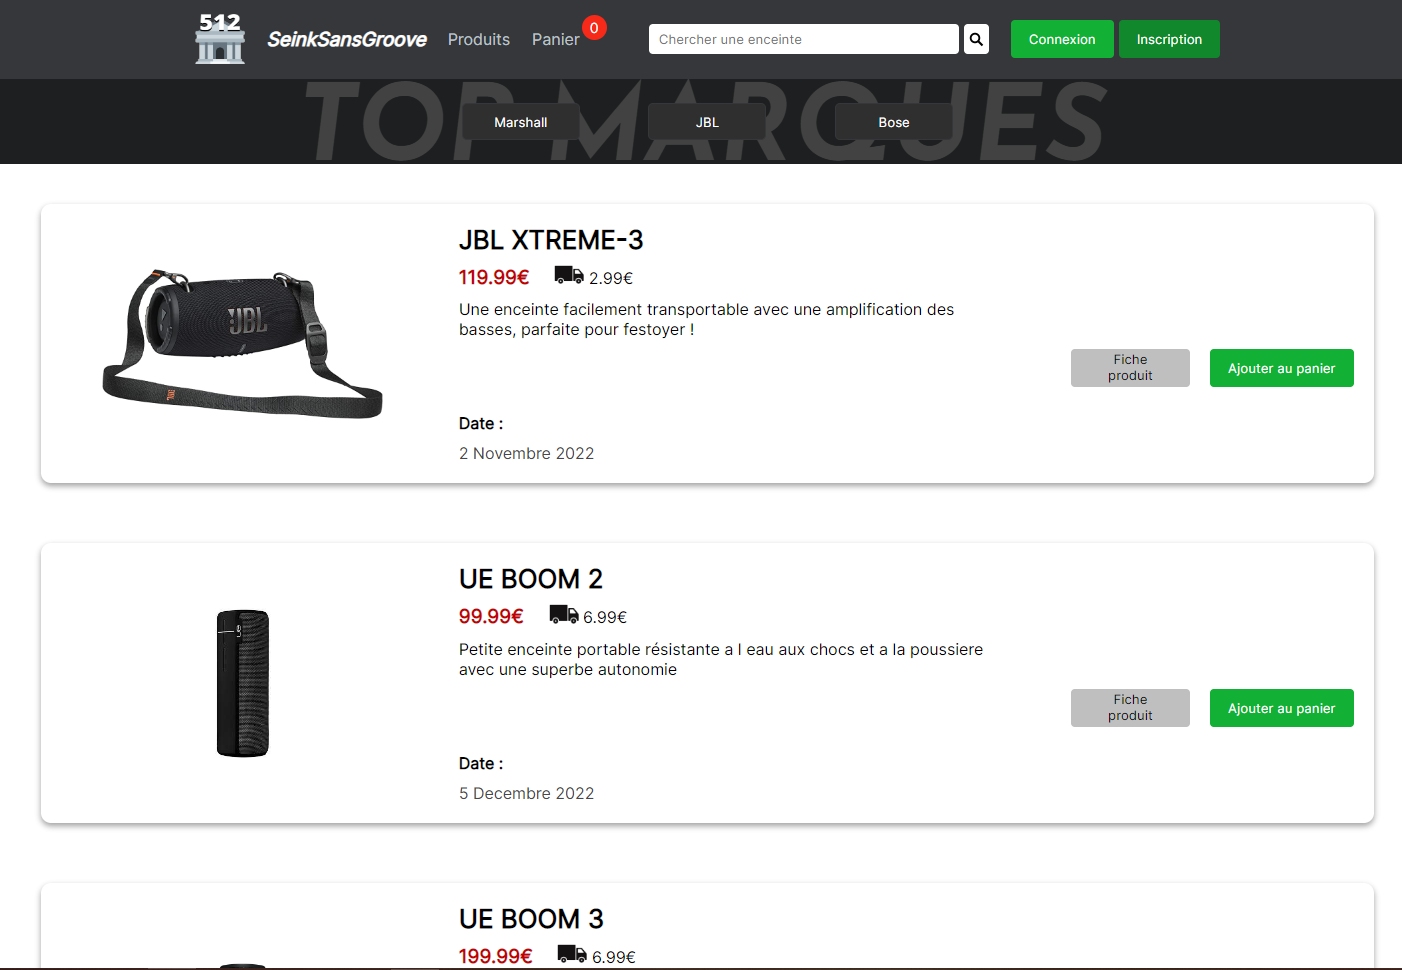 512
SeinkSansGroove
Produits
Panier
0
Chercher une enceinte
Connexion
Inscription
TOP MARQUES
Marshall
JBL
Bose
JBL XTREME-3
119.99€
2.99€
Une enceinte facilement transportable avec une amplification des
basses, parfaite pour festoyer !
JBL
JBL
Fiche
produit
Ajouter au panier
Date :
2 Novembre 2022
UE BOOM 2
99.99€
6.99€
Petite enceinte portable résistante a l eau aux chocs et a la poussiere
avec une superbe autonomie
Fiche
produit
Ajouter au panier
Date :
5 Decembre 2022
UE BOOM 3
199.99€
6.99€